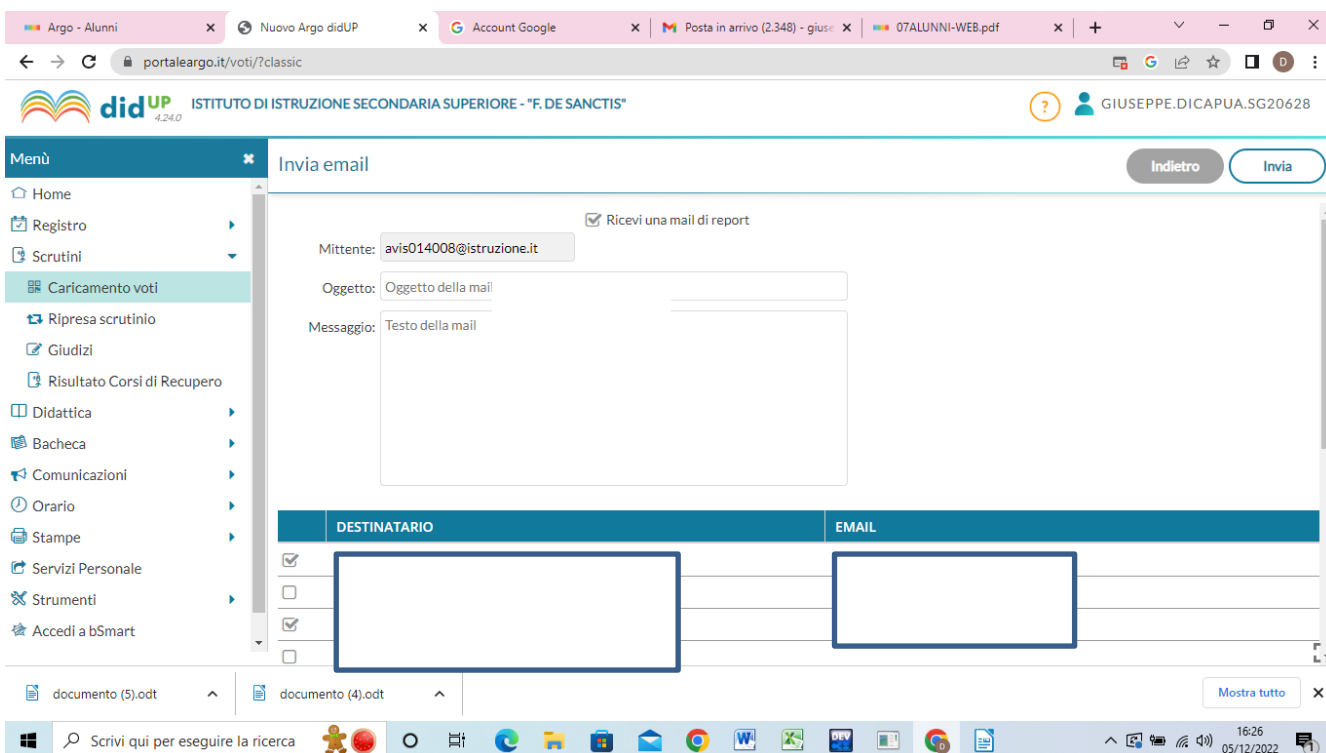 Argo - Alunni
Nuovo Argo didUP
Account Google
Posta in arrivo (2.348) - giuse
07ALUNNI-WEB.pdf
portaleargo.it/voti/?classic
D
didUP 4.24.0
ISTITUTO DI ISTRUZIONE SECONDARIA SUPERIORE - "F. DE SANCTIS"
?
GIUSEPPE.DICAPUA.SG20628
Menù
Invia email
Indietro
Invia
Home
Registro
Scrutini
Caricamento voti
Ripresa scrutinio
Giudizi
Risultato Corsi di Recupero
Didattica
Bacheca
Comunicazioni
Orario
Stampe
Servizi Personale
Strumenti
Accedi a bSmart
Ricevi una mail di report
Mittente: avis014008@istruzione.it
Oggetto: Oggetto della mail
Messaggio: Testo della mail
DESTINATARIO EMAIL
documento (5).odt
documento (4).odt
Mostra tutto
Scrivi qui per eseguire la ricerca
DEV
16:26
05/12/2022
1